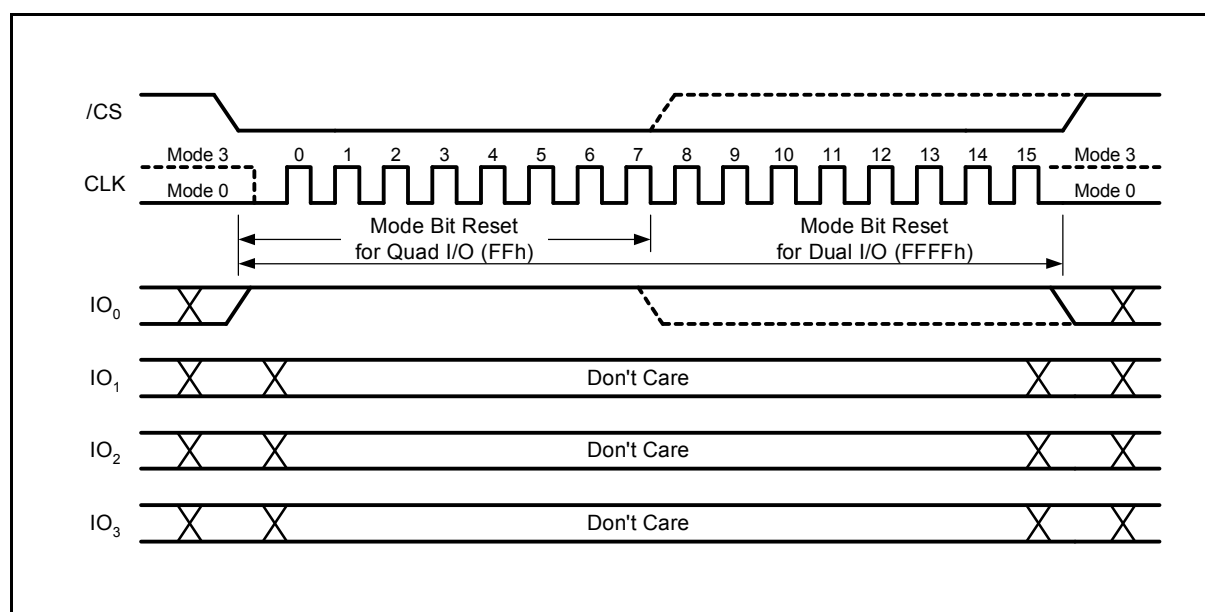 /CS
Mode 3 0 1 2 3 4 5 6 7 8 9 10 11 12 13 14 15 Mode 3
CLK
Mode 0 Mode 0
Mode Bit Reset Mode Bit Reset
for Quad I/O (FFh) for Dual I/O (FFFFh)
IO0
IO1 Don't Care
IO2 Don't Care
IO3 Don't Care